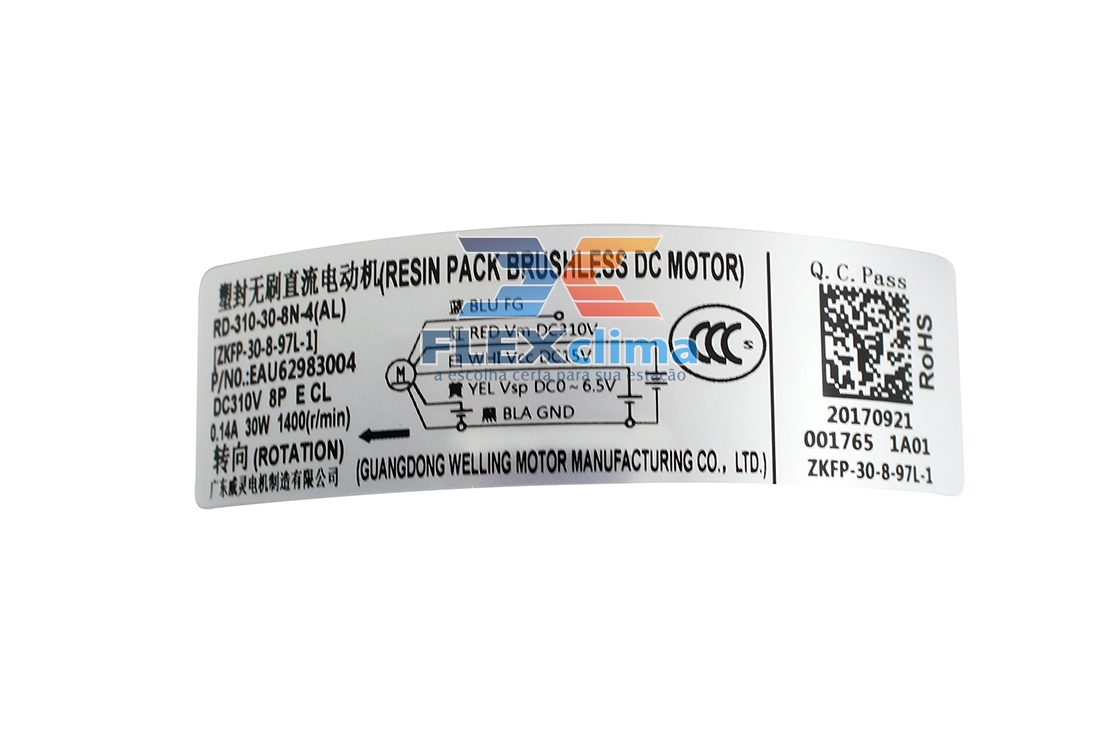 塑封无刷直流电动机(RESIN PACK BRUSHLESS DC MOTOR)
RD-310-30-8N-4(AL)
[ZKFP-30-8-97L-1]
P/NO.:EAU62983004
DC310V 8P E CL
0.14A 30W 1400(r/min)
转向 (ROTATION)
广东威灵电机制造有限公司
蓝 BLU FG
红 RED Vm DC310V
白 WHI Vcc DC15V
黄 YEL Vsp DC0~6.5V
黑 BLA GND
M
(GUANGDONG WELLING MOTOR MANUFACTURING CO., LTD.)
CCC S
FLEXclima
a escolha certa para sua estação
Q. C. Pass
RoHS
20170921
001765 1A01
ZKFP-30-8-97L-1